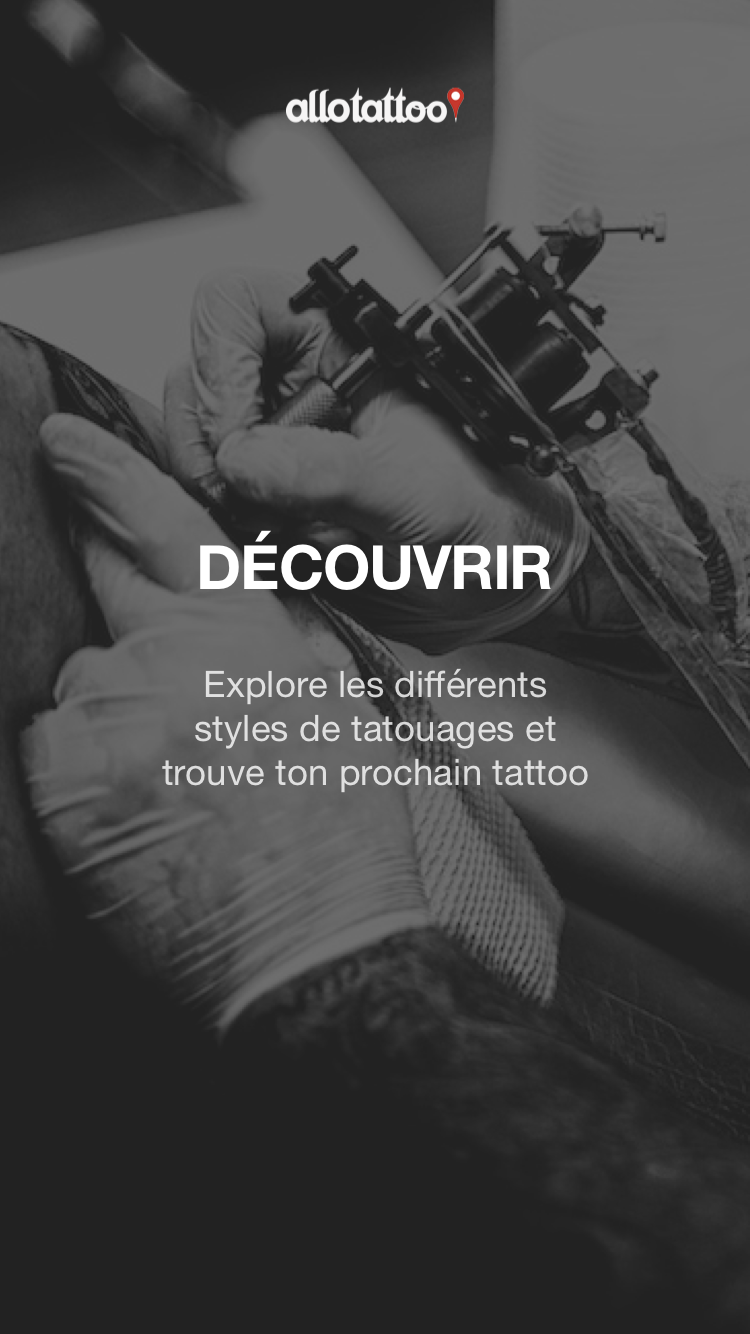 allotattoo
DÉCOUVRIR
Explore les différents
styles de tatouages et
trouve ton prochain tattoo